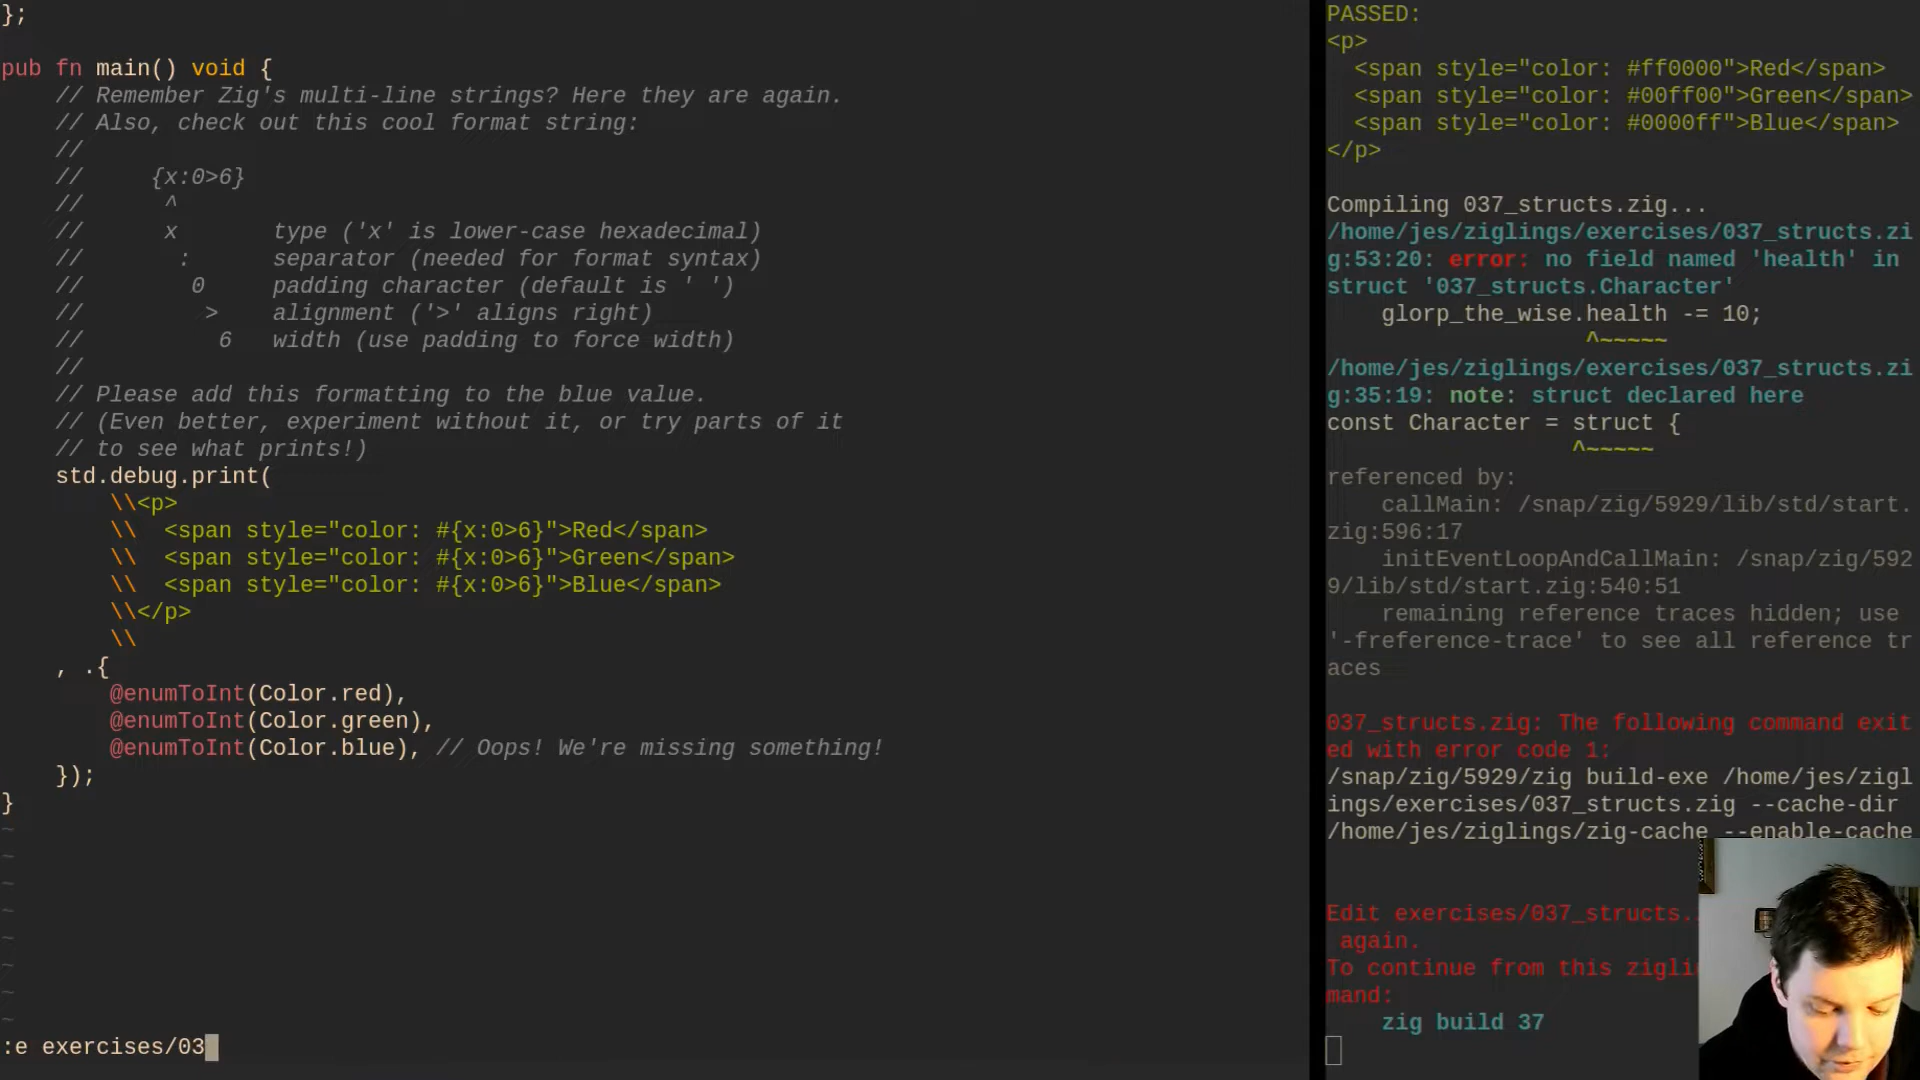 };
pub fn main() void {
    // Remember Zig's multi-line strings? Here they are again.
    // Also, check out this cool format string:
    //
    //     {x:0>6}
    //      ^
    //      x       type ('x' is lower-case hexadecimal)
    //       :      separator (needed for format syntax)
    //        0     padding character (default is ' ')
    //         >    alignment ('>' aligns right)
    //          6   width (use padding to force width)
    //
    // Please add this formatting to the blue value.
    // (Even better, experiment without it, or try parts of it
    // to see what prints!)
    std.debug.print(
        \\<p>
        \\  <span style="color: #{x:0>6}">Red</span>
        \\  <span style="color: #{x:0>6}">Green</span>
        \\  <span style="color: #{x:0>6}">Blue</span>
        \\</p>
        \\
    , .{
        @enumToInt(Color.red),
        @enumToInt(Color.green),
        @enumToInt(Color.blue), // Oops! We're missing something!
    });
}
~
~
~
~
~
~
~
~
:e exercises/03
PASSED:
<p>
  <span style="color: #ff0000">Red</span>
  <span style="color: #00ff00">Green</span>
  <span style="color: #0000ff">Blue</span>
</p>
Compiling 037_structs.zig...
/home/jes/ziglings/exercises/037_structs.zi
g:53:20: error: no field named 'health' in
struct '037_structs.Character'
    glorp_the_wise.health -= 10;
                   ^~~~~~
/home/jes/ziglings/exercises/037_structs.zi
g:35:19: note: struct declared here
const Character = struct {
                  ^~~~~~
referenced by:
    callMain: /snap/zig/5929/lib/std/start.
zig:596:17
    initEventLoopAndCallMain: /snap/zig/592
9/lib/std/start.zig:540:51
    remaining reference traces hidden; use
'-freference-trace' to see all reference tr
aces
037_structs.zig: The following command exit
ed with error code 1:
/snap/zig/5929/zig build-exe /home/jes/zigl
ings/exercises/037_structs.zig --cache-dir
/home/jes/ziglings/zig-cache --enable-cache
Edit exercises/037_structs.
 again.
To continue from this
mand:
    zig build 37